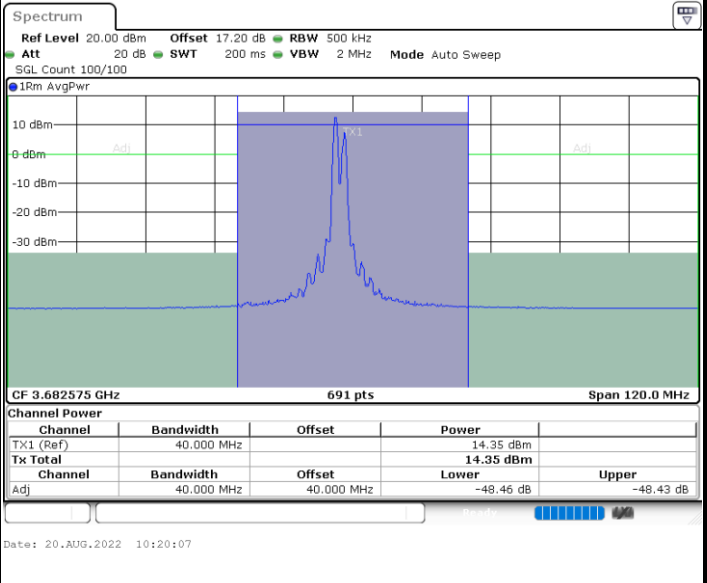 Spectrum
Ref Level 20.00 dBm Offset 17.20 dB RBW 500 kHz
Att 20 dB SWT 200 ms VBW 2 MHz Mode Auto Sweep
SGL Count 100/100
1Rm AvgPwr
10 dBm
TX1
Adj Adj
0 dBm
-10 dBm
-20 dBm
-30 dBm
CF 3.682575 GHz 691 pts Span 120.0 MHz
Channel Power
Channel Bandwidth Offset Power
TX1 (Ref) 40.000 MHz 14.35 dBm
Tx Total 14.35 dBm
Channel Bandwidth Offset Lower Upper
Adj 40.000 MHz 40.000 MHz -48.46 dB -48.43 dB
Ready
Date: 20.AUG.2022 10:20:07